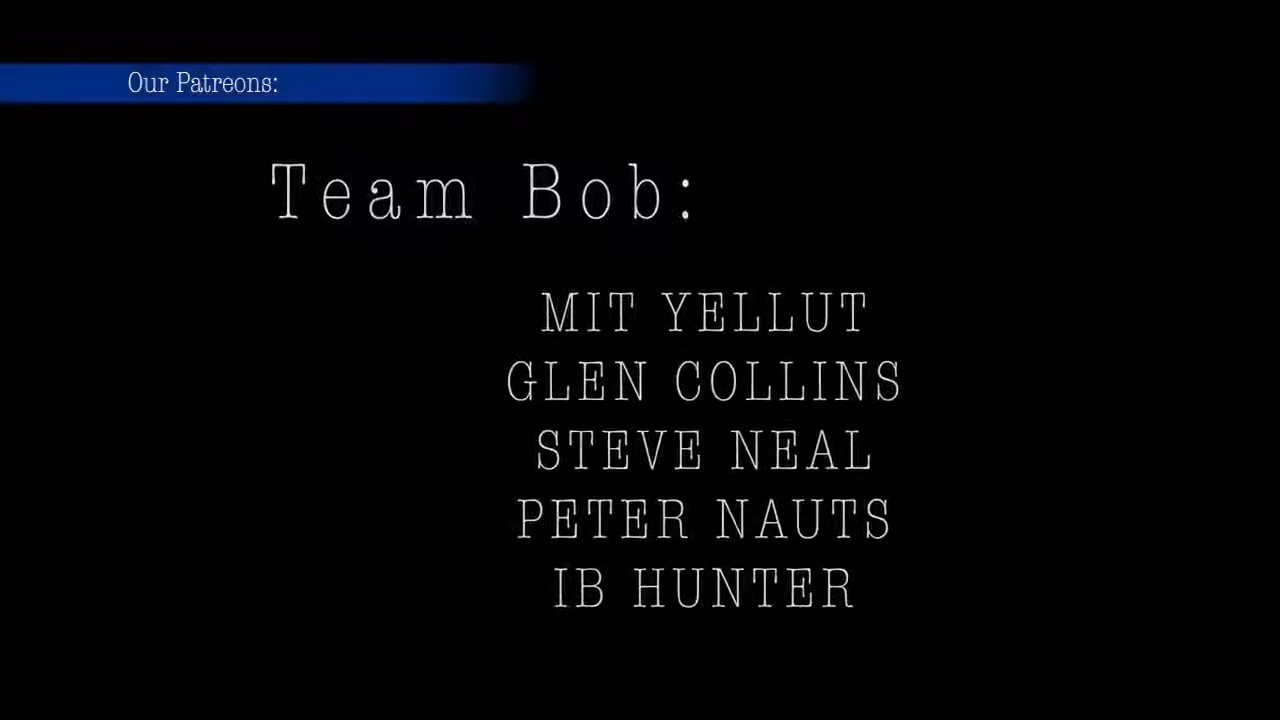 Our Patreons:
Team Bob:
MIT YELLUT
GLEN COLLINS
STEVE NEAL
PETER NAUTS
IB HUNTER